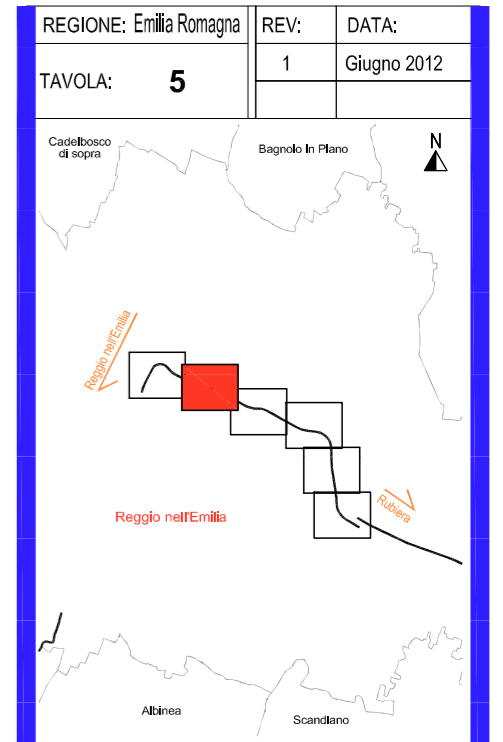 REGIONE: Emilia Romagna
REV:
DATA:
TAVOLA: 5
1
Giugno 2012
Cadelbosco
di sopra
Bagnolo In Piano
N
Reggio nell'Emilia
Rubiera
Reggio nell'Emilia
Albinea
Scandiano